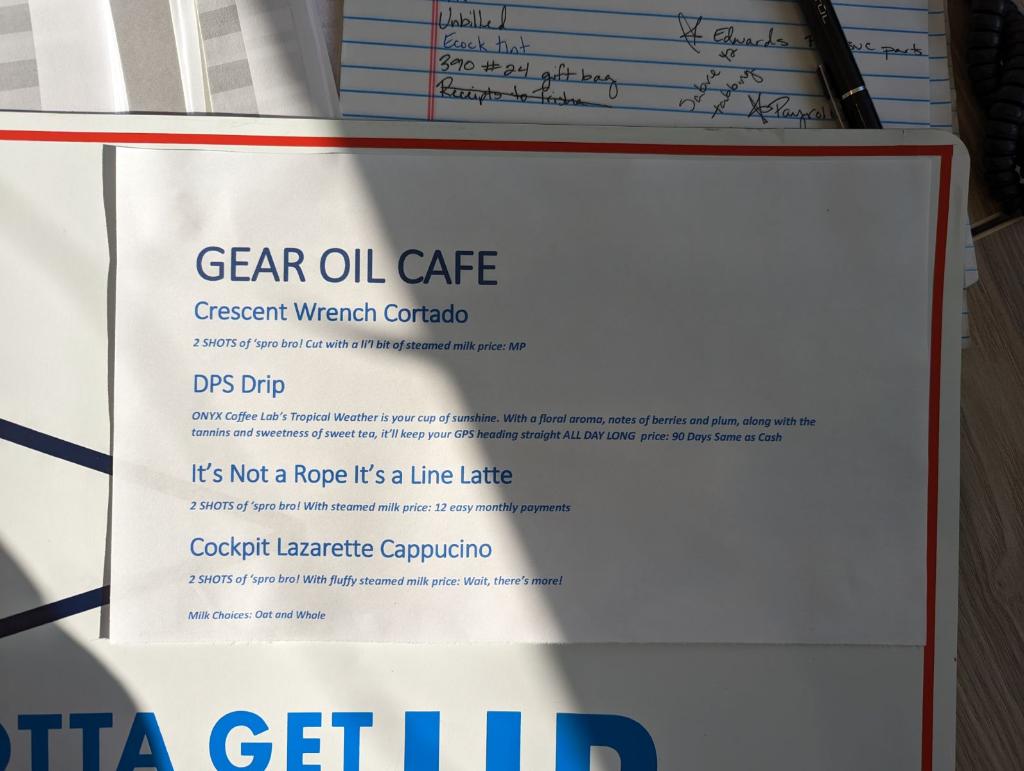 Unbilled
Ecock tint
390 #24 gift bag
Receipts to Trisha
Edwards
svc parts
Payroll
GEAR OIL CAFE
Crescent Wrench Cortado
2 SHOTS of ‘spro bro! Cut with a li’l bit of steamed milk price: MP
DPS Drip
ONYX Coffee Lab’s Tropical Weather is your cup of sunshine. With a floral aroma, notes of berries and plum, along with the
tannins and sweetness of sweet tea, it’ll keep your GPS heading straight ALL DAY LONG price: 90 Days Same as Cash
It’s Not a Rope It’s a Line Latte
2 SHOTS of ‘spro bro! With steamed milk price: 12 easy monthly payments
Cockpit Lazarette Cappucino
2 SHOTS of ‘spro bro! With fluffy steamed milk price: Wait, there’s more!
Milk Choices: Oat and Whole
OTTA GET UP